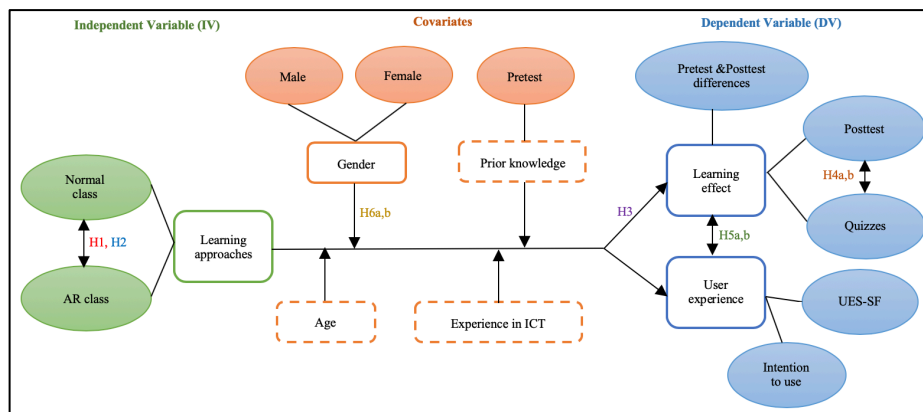 Independent Variable (IV)
Covariates
Dependent Variable (DV)
Male
Female
Pretest
Pretest &Posttest
differences
Gender
Prior knowledge
Learning
effect
Posttest
H4a,b
Quizzes
Normal
class
H1, H2
AR class
Learning
approaches
H6a,b
H3
H5a,b
Age
Experience in ICT
User
experience
UES-SF
Intention
to use